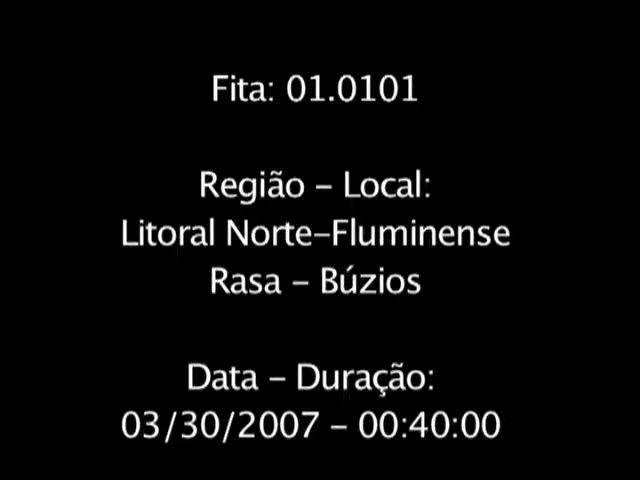 Fita: 01.0101
Região - Local:
Litoral Norte-Fluminense
Rasa - Búzios
Data - Duração:
03/30/2007 - 00:40:00